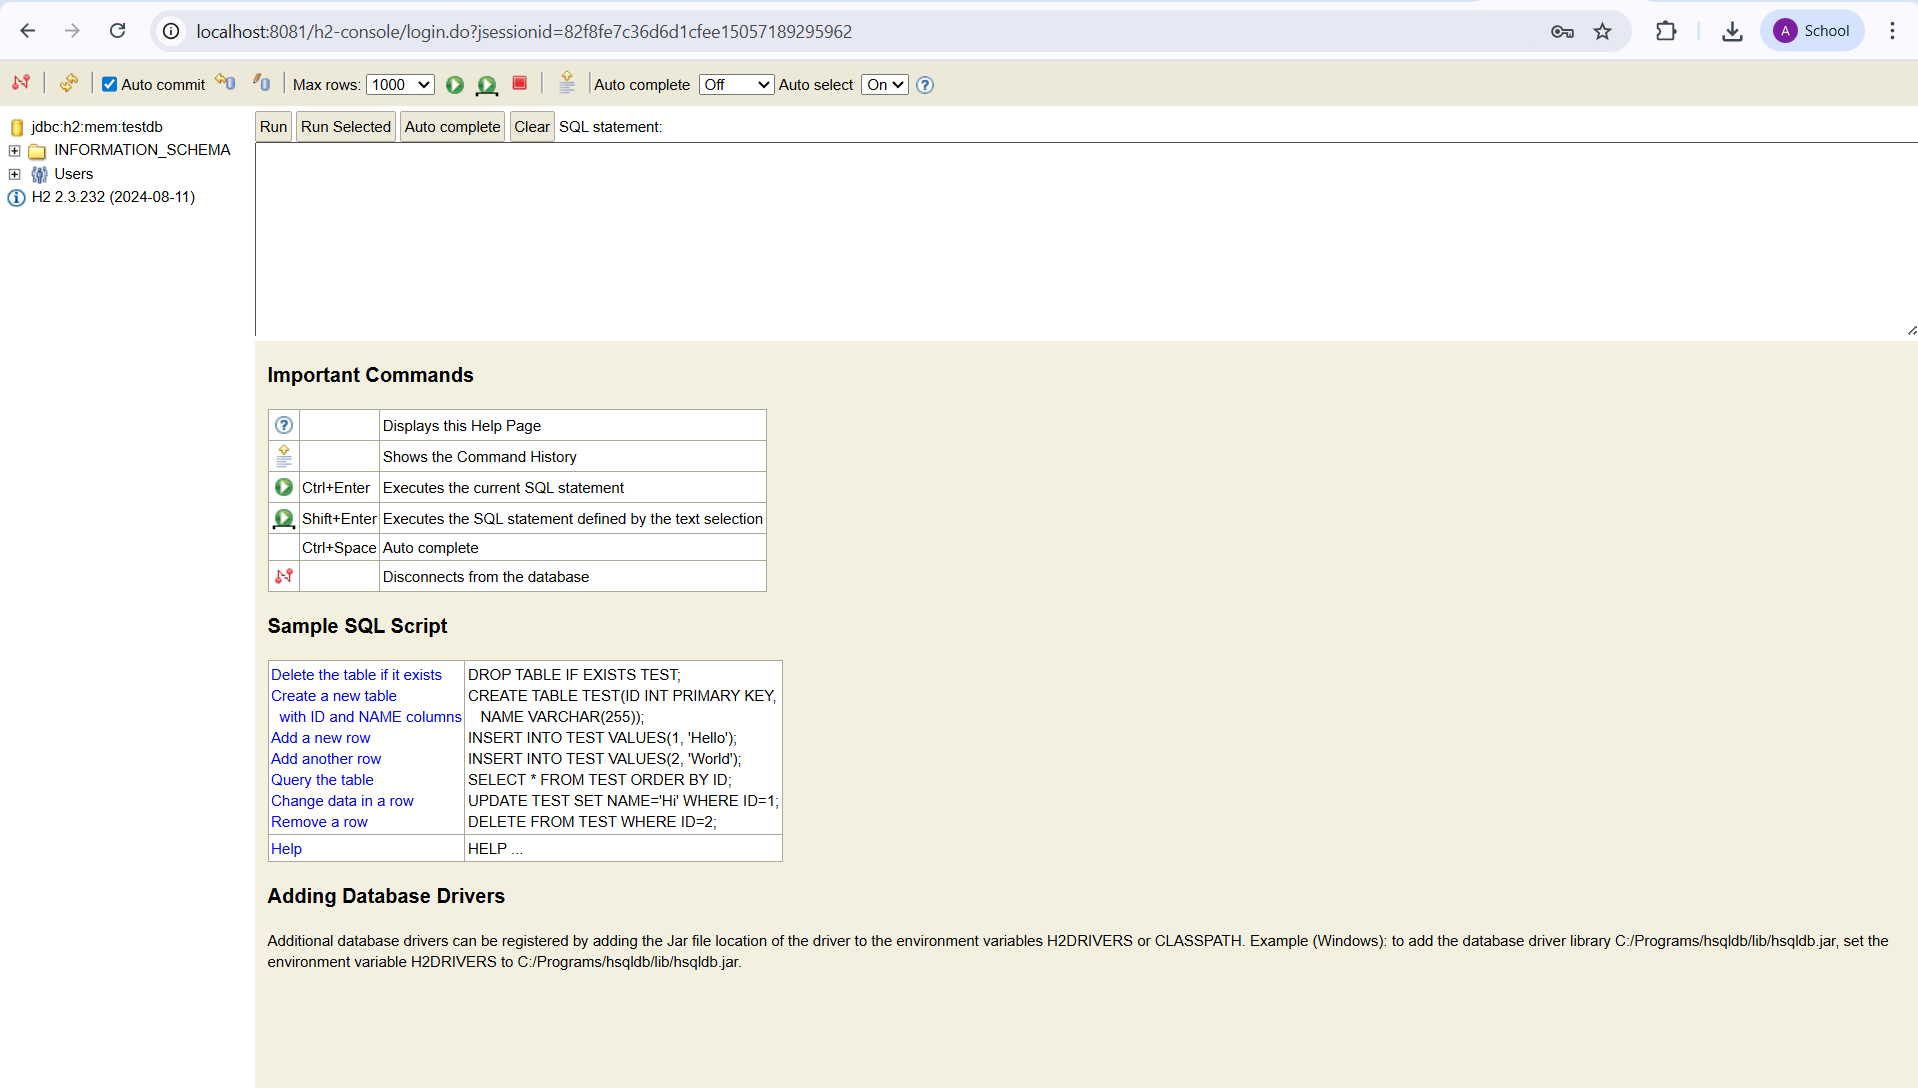 localhost:8081/h2-console/login.do?jsessionid=82f8fe7c36d6d1cfee15057189295962
A School
Auto commit Max rows: 1000 Auto complete Off Auto select On
jdbc:h2:mem:testdb
INFORMATION_SCHEMA
Users
H2 2.3.232 (2024-08-11)
Run Run Selected Auto complete Clear SQL statement:
Important Commands
Displays this Help Page
Shows the Command History
Ctrl+Enter Executes the current SQL statement
Shift+Enter Executes the SQL statement defined by the text selection
Ctrl+Space Auto complete
Disconnects from the database
Sample SQL Script
Delete the table if it exists DROP TABLE IF EXISTS TEST;
Create a new table CREATE TABLE TEST(ID INT PRIMARY KEY,
with ID and NAME columns NAME VARCHAR(255));
Add a new row INSERT INTO TEST VALUES(1, 'Hello');
Add another row INSERT INTO TEST VALUES(2, 'World');
Query the table SELECT * FROM TEST ORDER BY ID;
Change data in a row UPDATE TEST SET NAME='Hi' WHERE ID=1;
Remove a row DELETE FROM TEST WHERE ID=2;
Help HELP ...
Adding Database Drivers
Additional database drivers can be registered by adding the Jar file location of the driver to the environment variables H2DRIVERS or CLASSPATH. Example (Windows): to add the database driver library C:/Programs/hsqldb/lib/hsqldb.jar, set the
environment variable H2DRIVERS to C:/Programs/hsqldb/lib/hsqldb.jar.